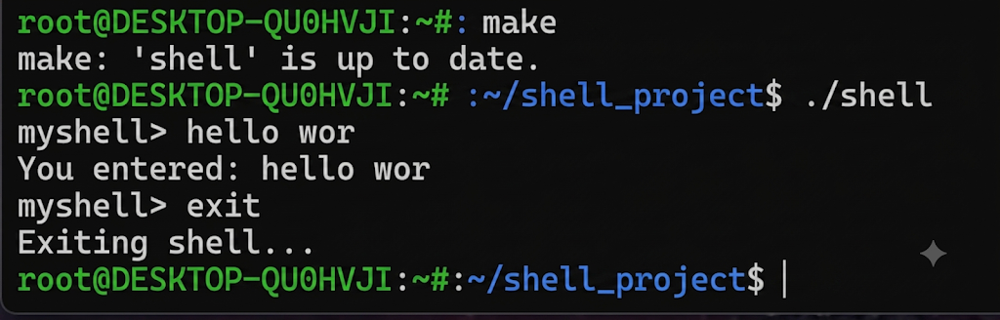 root@DESKTOP-QU0HVJI:~#: make
make: 'shell' is up to date.
root@DESKTOP-QU0HVJI:~# :~/shell_project$ ./shell
myshell> hello wor
You entered: hello wor
myshell> exit
Exiting shell...
root@DESKTOP-QU0HVJI:~#:~/shell_project$